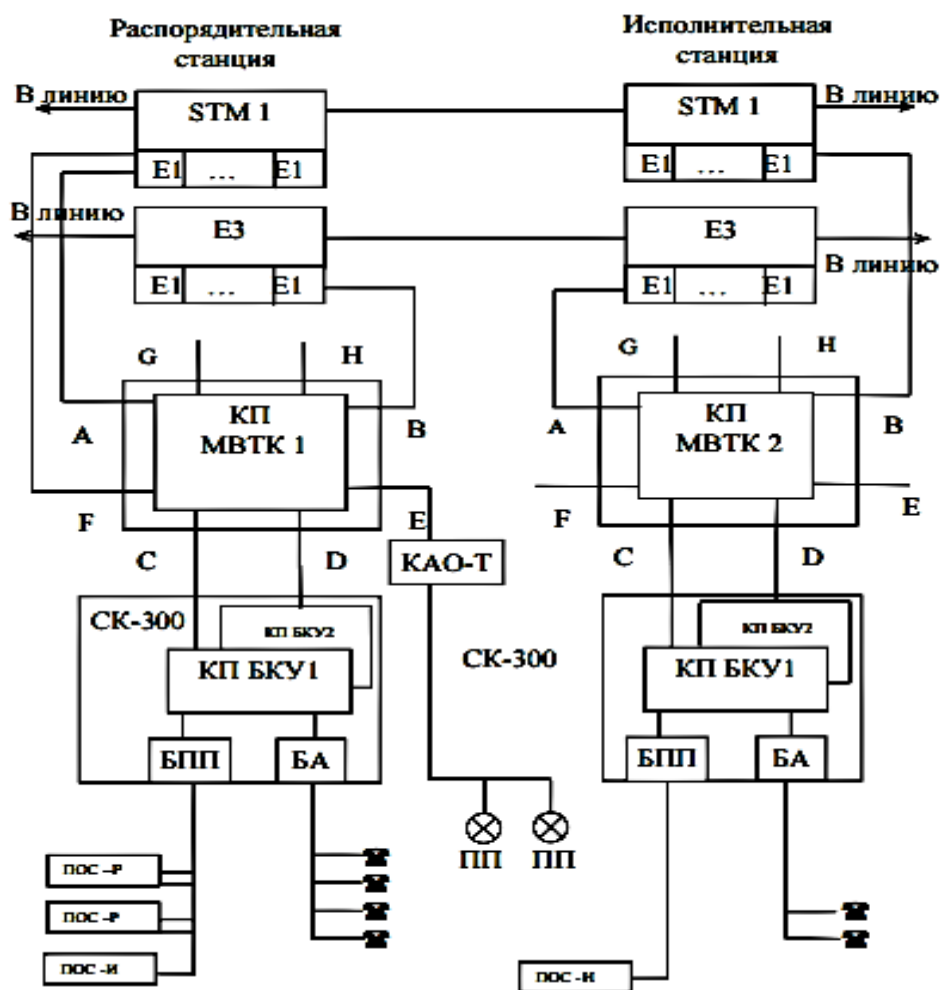 Распорядительная
станция
Исполнительная
станция
В линию
STM 1
STM 1
В линию
E1 ... E1
E1 ... E1
В линию
E3
E3
В линию
E1 ... E1
E1 ... E1
G
H
G
H
КП
МВТК 1
КП
МВТК 2
A
B
A
B
F
E
F
E
C
D
C
D
КАО-Т
СК-300
КП БКУ2
КП БКУ1
СК-300
КП БКУ2
КП БКУ1
БПП
БА
БПП
БА
ПП
ПП
ПОС -Р
ПОС -Р
ПОС -И
ПОС -И